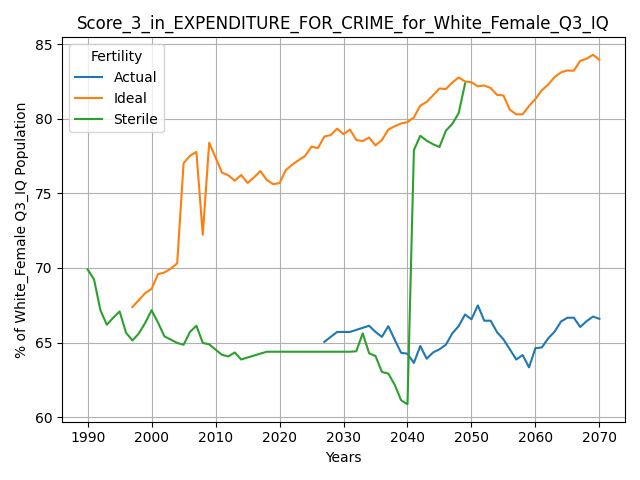 Score_3_in_EXPENDITURE_FOR_CRIME_for_White_Female_Q3_IQ
Fertility
Actual
Ideal
Sterile
% of White_Female Q3_IQ Population
85
80
75
70
65
60
1990
2000
2010
2020
2030
2040
2050
2060
2070
Years